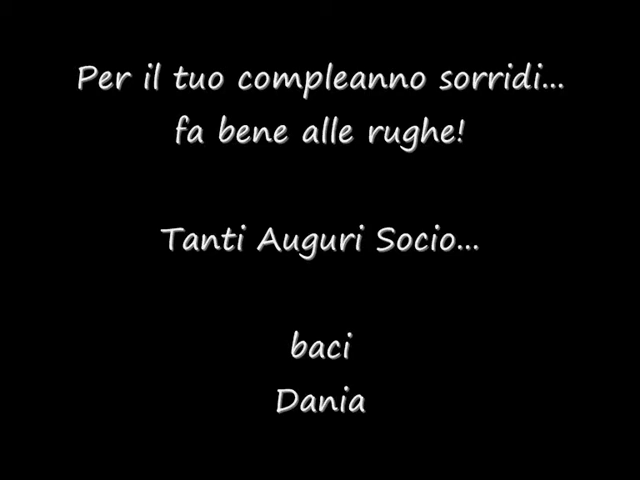 Per il tuo compleanno sorridi...
fa bene alle rughe!
Tanti Auguri Socio...
baci
Dania